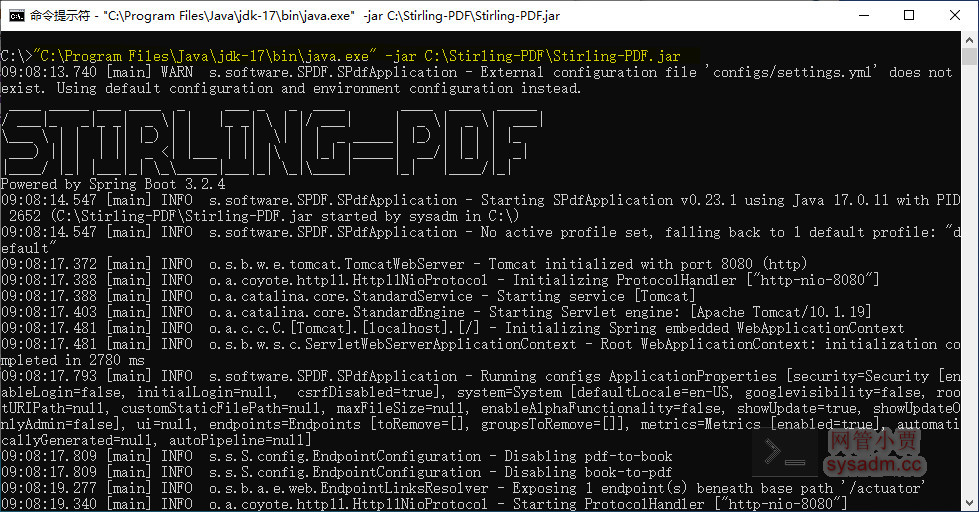 命令提示符 - "C:\Program Files\Java\jdk-17\bin\java.exe"  -jar C:\Stirling-PDF\Stirling-PDF.jar
C:\>"C:\Program Files\Java\jdk-17\bin\java.exe" -jar C:\Stirling-PDF\Stirling-PDF.jar
09:08:13.740 [main] WARN  s.software.SPDF.SPdfApplication - External configuration file 'configs/settings.yml' does not
exist. Using default configuration and environment configuration instead.
STIRLING-PDF
Powered by Spring Boot 3.2.4
09:08:14.547 [main] INFO  s.software.SPDF.SPdfApplication - Starting SPdfApplication v0.23.1 using Java 17.0.11 with PID
 2652 (C:\Stirling-PDF\Stirling-PDF.jar started by sysadm in C:\)
09:08:14.547 [main] INFO  s.software.SPDF.SPdfApplication - No active profile set, falling back to 1 default profile: "d
efault"
09:08:17.372 [main] INFO  o.s.b.w.e.tomcat.TomcatWebServer - Tomcat initialized with port 8080 (http)
09:08:17.388 [main] INFO  o.a.coyote.http11.Http11NioProtocol - Initializing ProtocolHandler ["http-nio-8080"]
09:08:17.388 [main] INFO  o.a.catalina.core.StandardService - Starting service [Tomcat]
09:08:17.403 [main] INFO  o.a.catalina.core.StandardEngine - Starting Servlet engine: [Apache Tomcat/10.1.19]
09:08:17.481 [main] INFO  o.a.c.c.C.[Tomcat].[localhost].[/] - Initializing Spring embedded WebApplicationContext
09:08:17.481 [main] INFO  o.s.b.w.s.c.ServletWebServerApplicationContext - Root WebApplicationContext: initialization co
mpleted in 2780 ms
09:08:17.793 [main] INFO  s.software.SPDF.SPdfApplication - Running configs ApplicationProperties [security=Security [en
ableLogin=false, initialLogin=null,  csrfDisabled=true], system=System [defaultLocale=en-US, googlevisibility=false, roo
tURIPath=null, customStaticFilePath=null, maxFileSize=null, enableAlphaFunctionality=false, showUpdate=true, showUpdateO
nlyAdmin=false], ui=null, endpoints=Endpoints [toRemove=[], groupsToRemove=[]], metrics=Metrics [enabled=true], automati
callyGenerated=null, autoPipeline=null]
09:08:17.809 [main] INFO  s.s.S.config.EndpointConfiguration - Disabling pdf-to-book
09:08:17.809 [main] INFO  s.s.S.config.EndpointConfiguration - Disabling book-to-pdf
09:08:19.277 [main] INFO  o.s.b.a.e.web.EndpointLinksResolver - Exposing 1 endpoint(s) beneath base path '/actuator'
09:08:19.340 [main] INFO  o.a.coyote.http11.Http11NioProtocol - Starting ProtocolHandler ["http-nio-8080"]
网管小贾
sysadm.cc